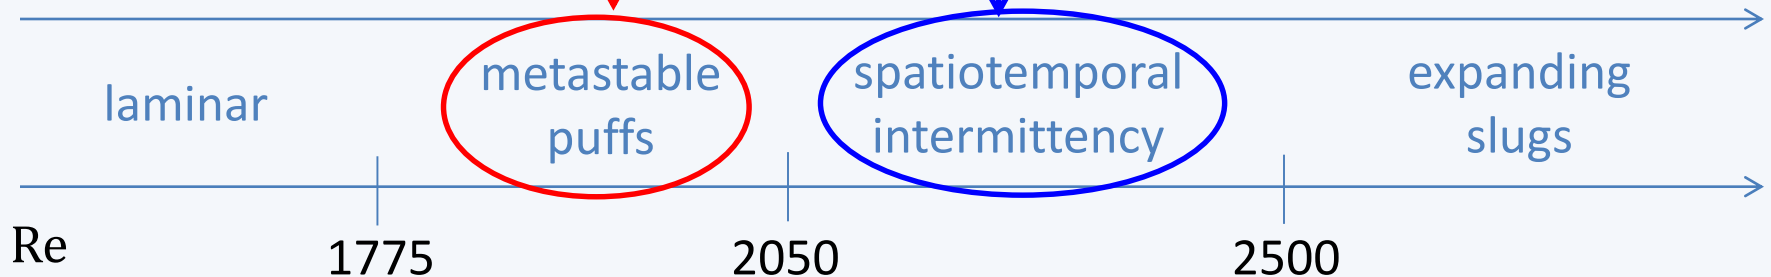 laminar
metastable
puffs
spatiotemporal
intermittency
expanding
slugs
Re
1775
2050
2500